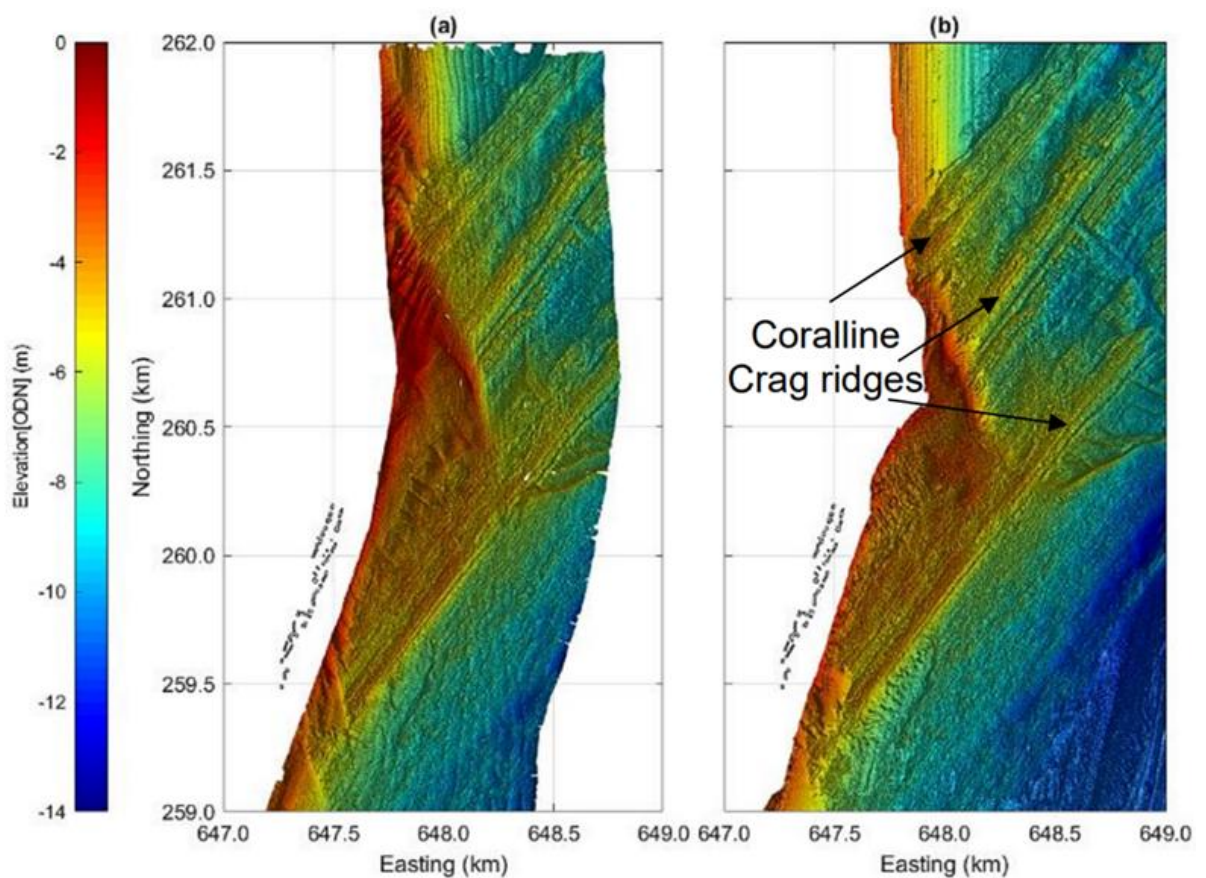 (a)
(b)
0
-2
-4
-6
-8
-10
-12
-14
Elevation[ODN] (m)
Northing (km)
262.0
261.5
261.0
260.5
260.0
259.5
259.0
Coralline
Crag ridges
647.0 647.5 648.0 648.5 649.0 647.0 647.5 648.0 648.5 649.0
Easting (km)
Easting (km)